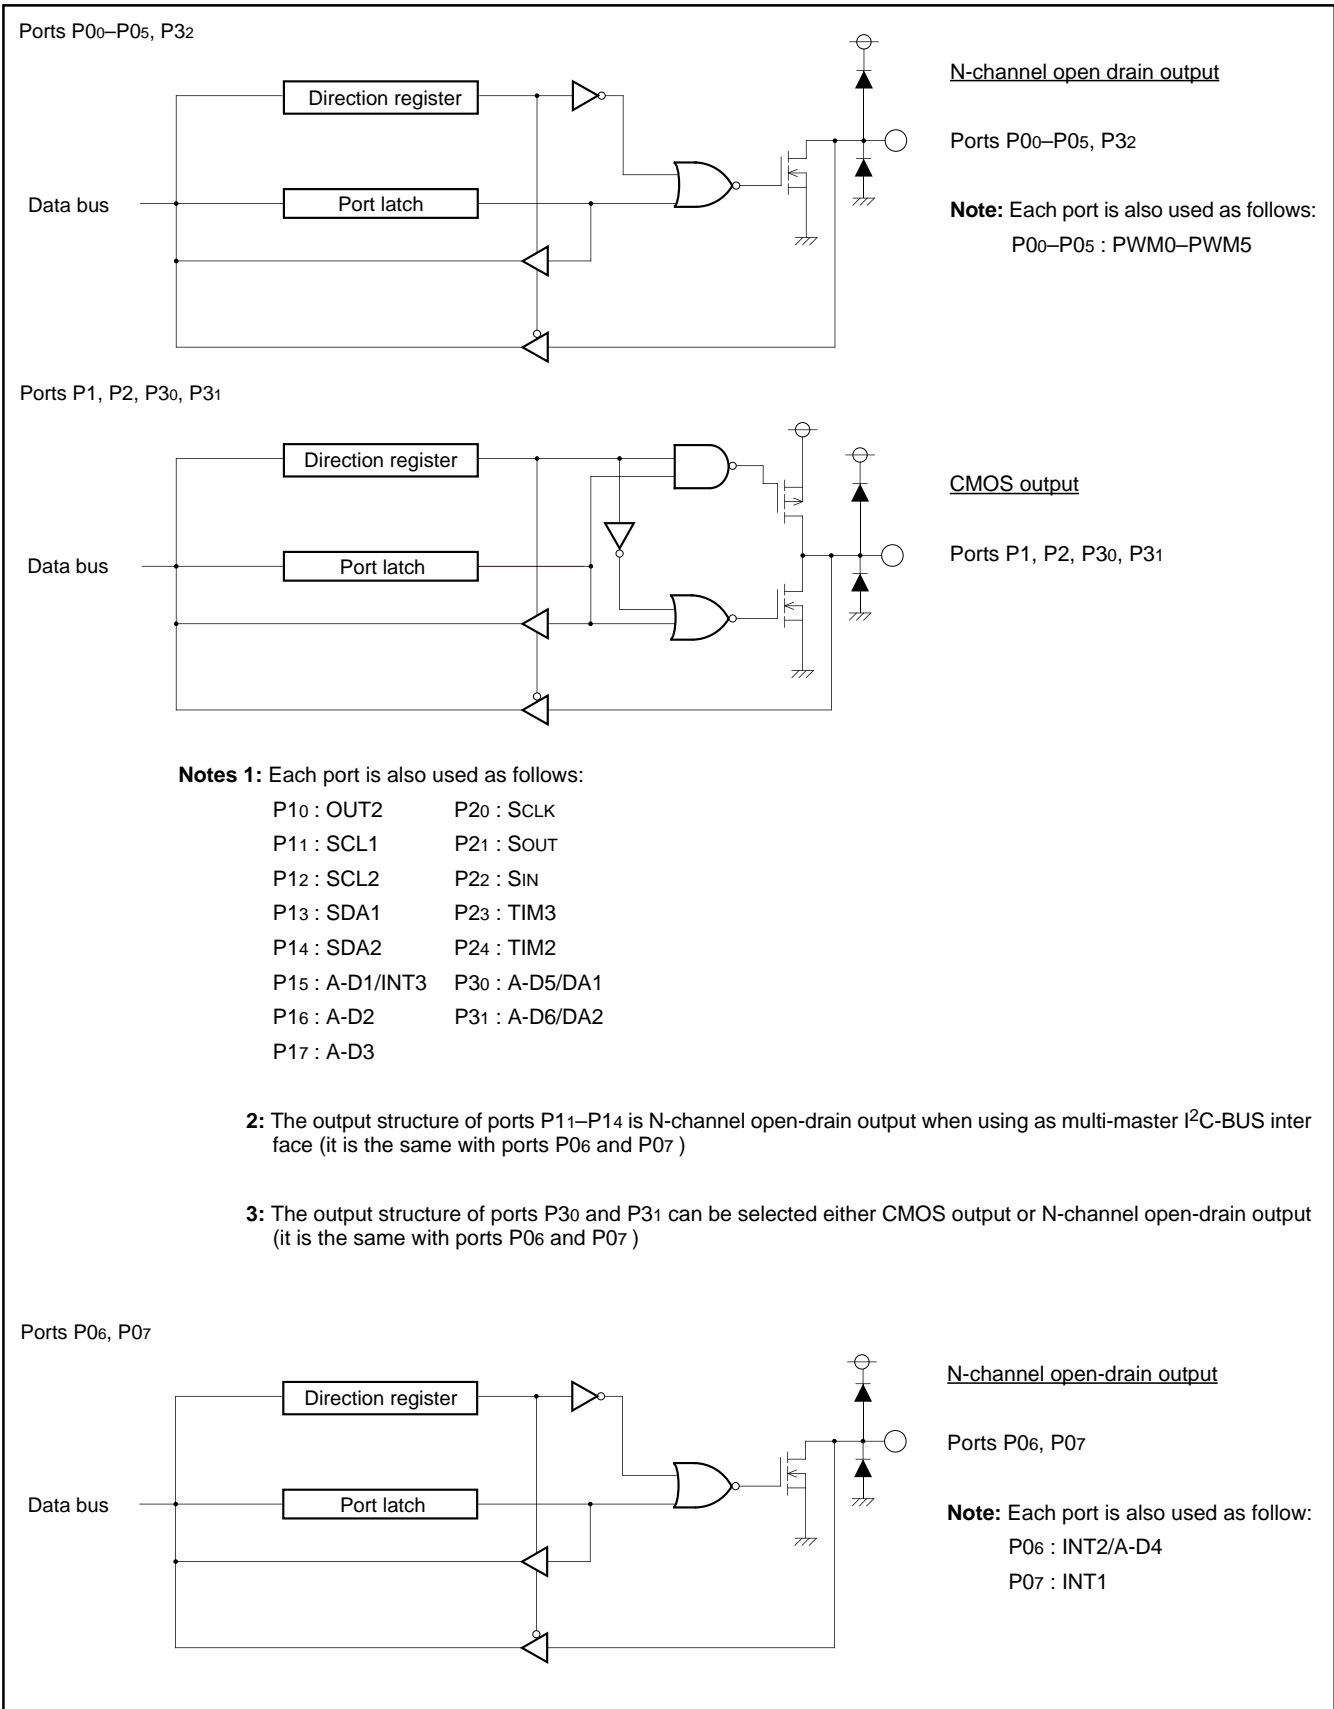 Ports P00–P05, P32
Direction register
N-channel open drain output
Ports P00–P05, P32
Data bus
Port latch
Note: Each port is also used as follows:
P00–P05 : PWM0–PWM5
Ports P1, P2, P30, P31
Direction register
CMOS output
Data bus
Port latch
Ports P1, P2, P30, P31
Notes 1: Each port is also used as follows:
P10 : OUT2 P20 : SCLK
P11 : SCL1 P21 : SOUT
P12 : SCL2 P22 : SIN
P13 : SDA1 P23 : TIM3
P14 : SDA2 P24 : TIM2
P15 : A-D1/INT3 P30 : A-D5/DA1
P16 : A-D2 P31 : A-D6/DA2
P17 : A-D3
2: The output structure of ports P11–P14 is N-channel open-drain output when using as multi-master I2C-BUS inter
face (it is the same with ports P06 and P07 )
3: The output structure of ports P30 and P31 can be selected either CMOS output or N-channel open-drain output
(it is the same with ports P06 and P07 )
Ports P06, P07
Direction register
N-channel open-drain output
Ports P06, P07
Data bus
Port latch
Note: Each port is also used as follow:
P06 : INT2/A-D4
P07 : INT1